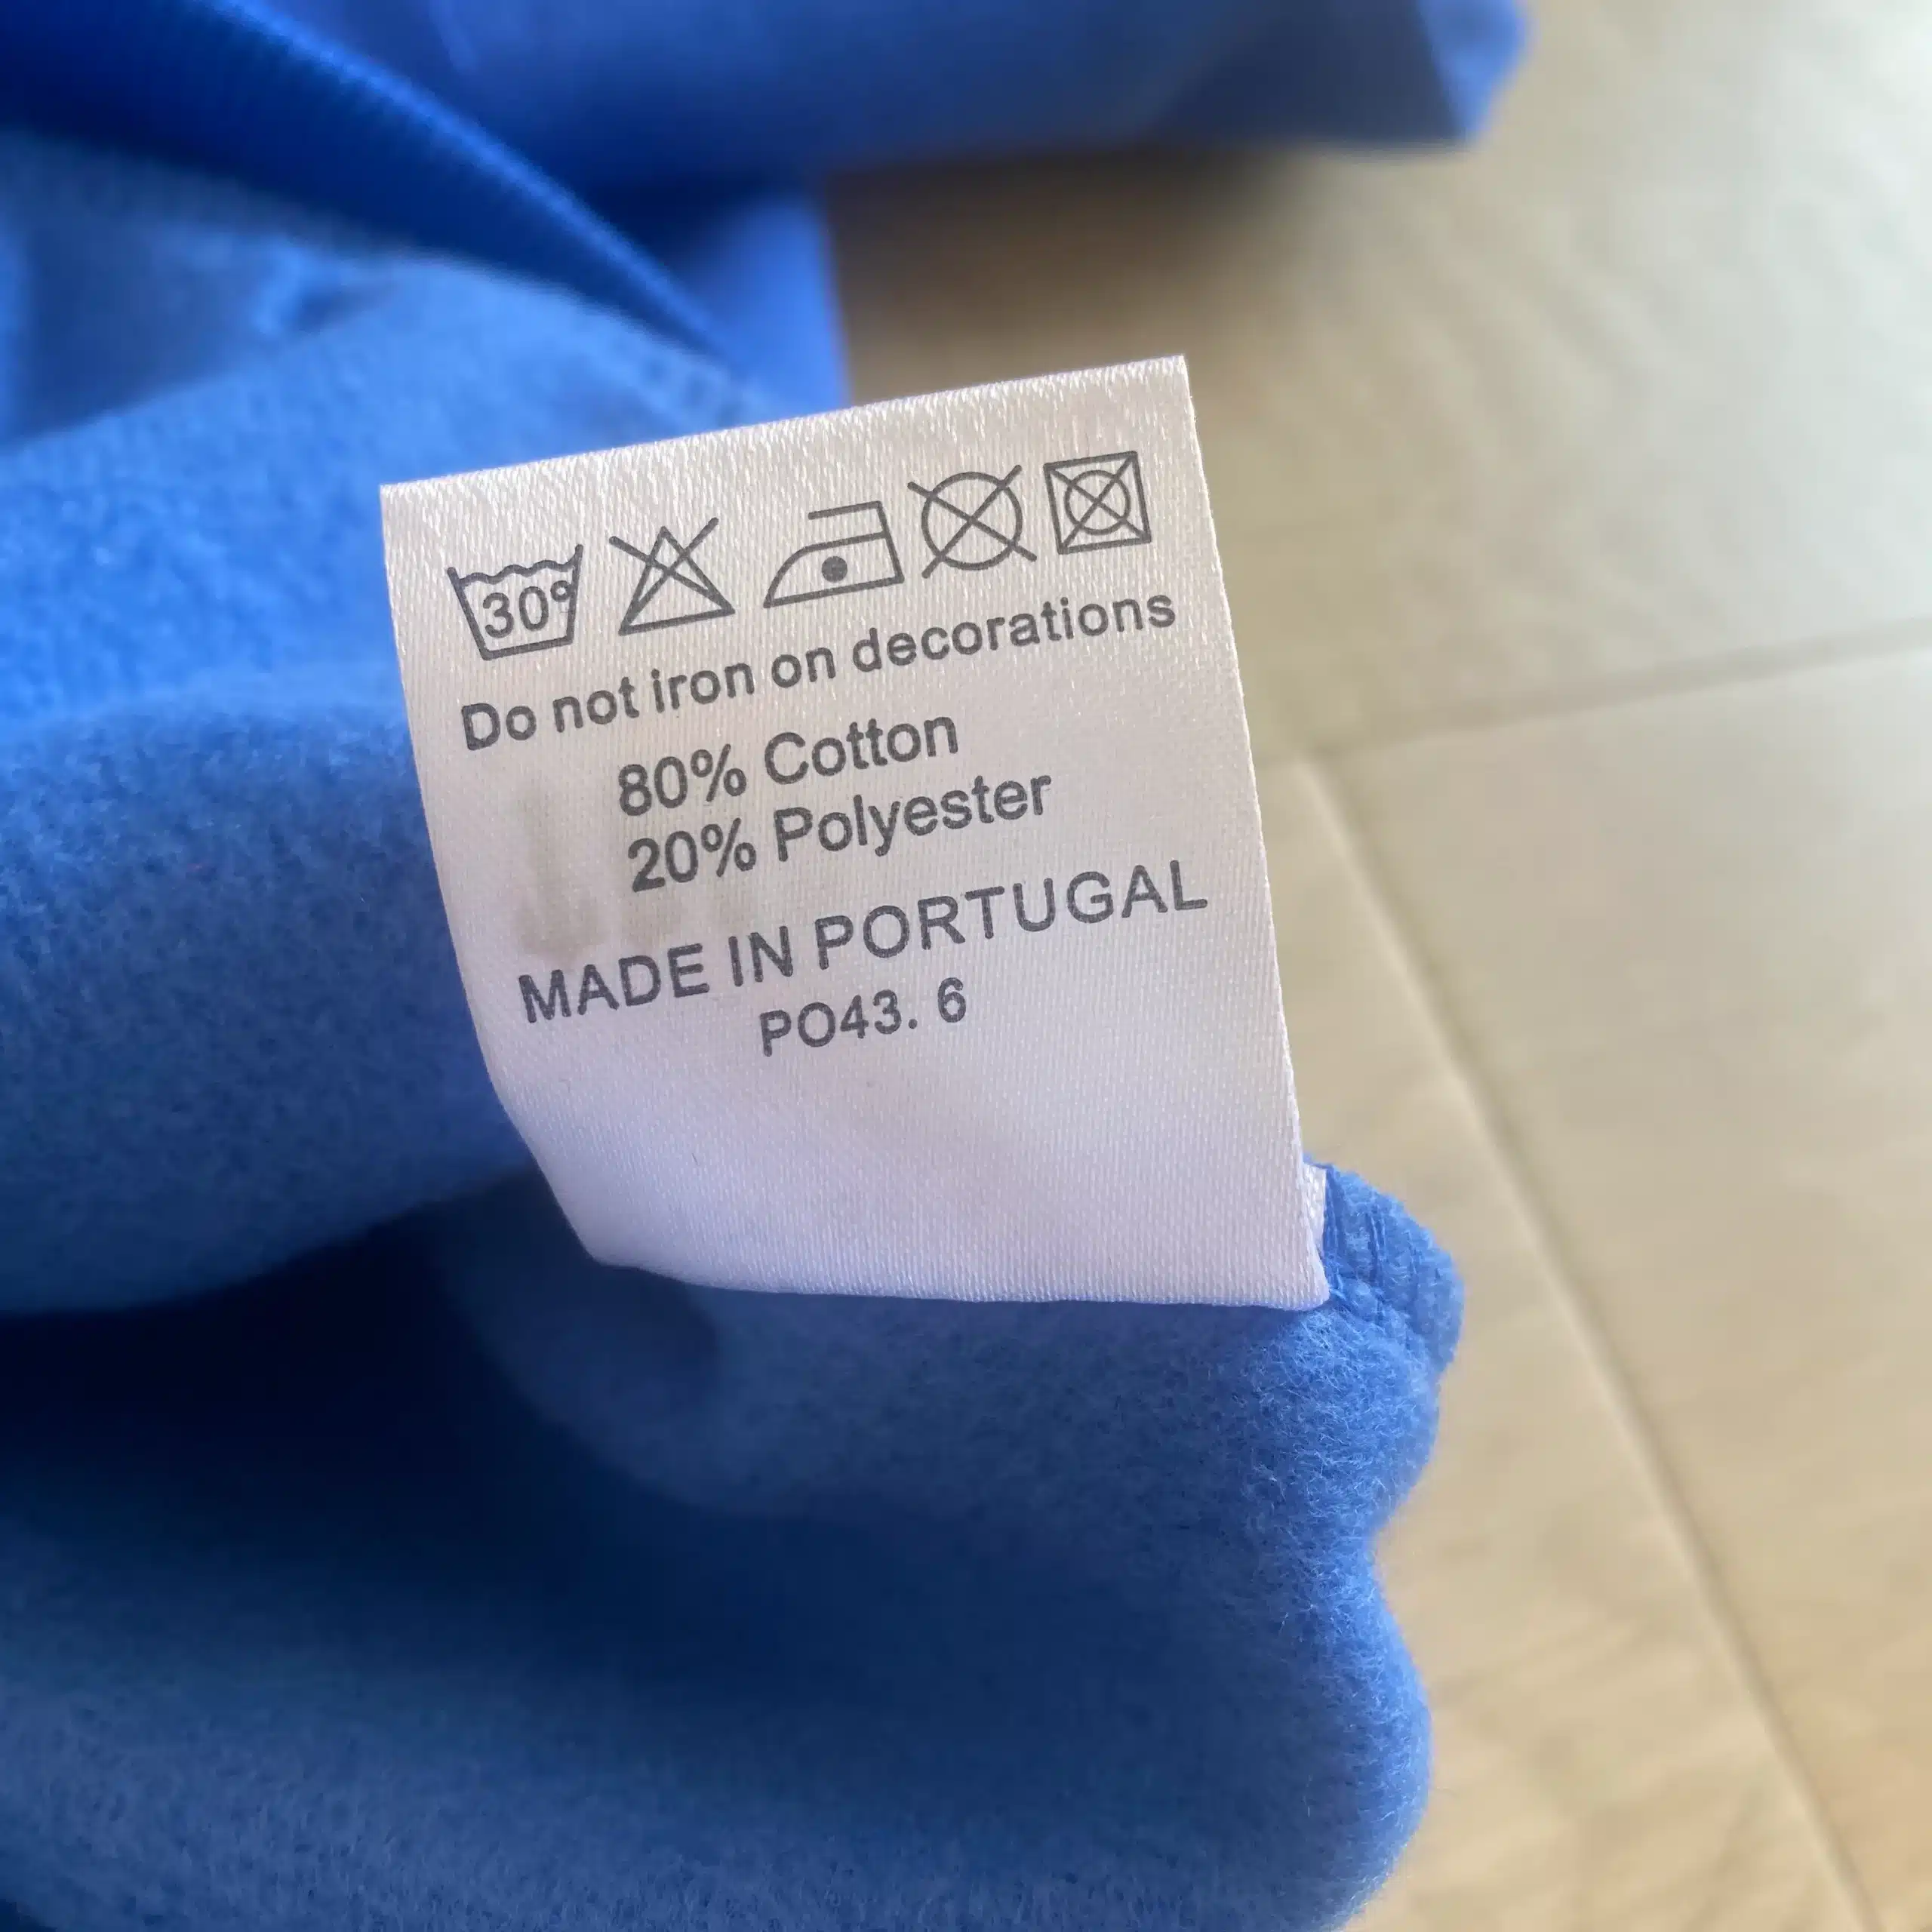 30°
Do not iron on decorations
80% Cotton
20% Polyester
MADE IN PORTUGAL
PO43. 6